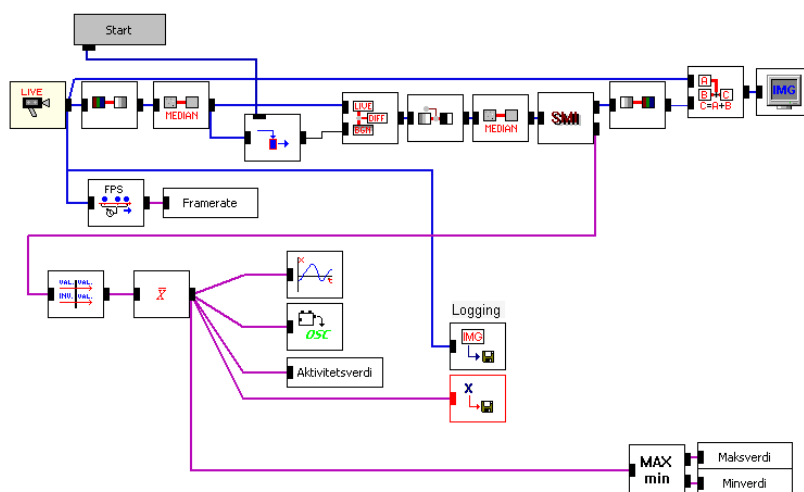 Start
LIVE
MEDIAN
LIVE
DIFF
BGN
MEDIAN
SMI
A
B C
C=A+B
IMG
FPS
Framerate
VAL. VAL.
INV. VAL.
X
X
t
OSC
Aktivitetsverdi
Logging
IMG
X
MAX
min
Maksverdi
Minverdi